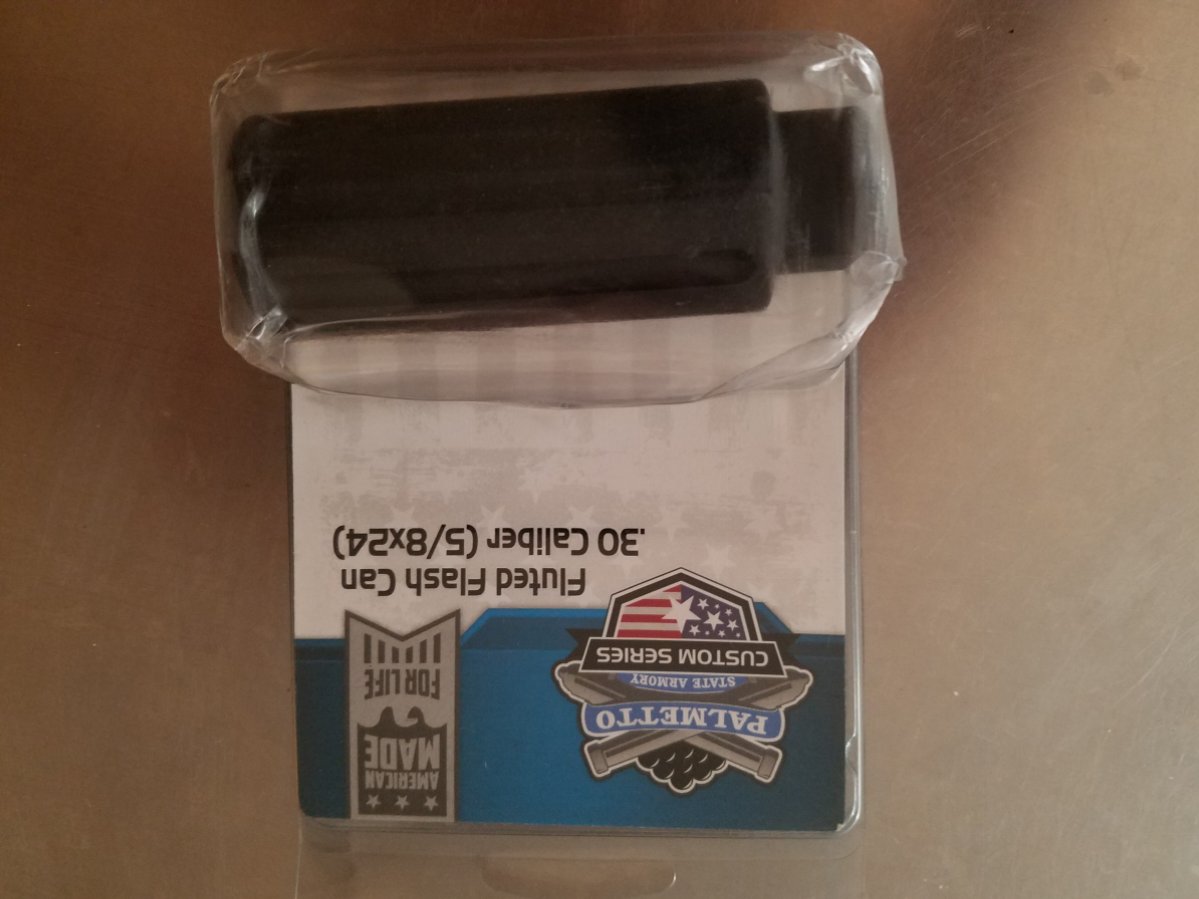 PALMETTO
STATE ARMORY
CUSTOM SERIES
AMERICAN
MADE
FOR LIFE
Fluted Flash Can
.30 Caliber (5/8x24)